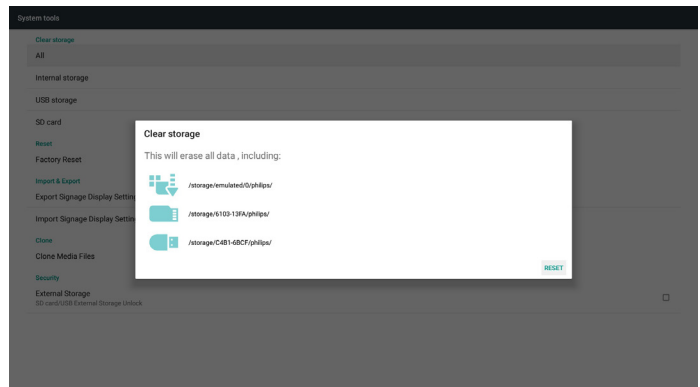 System tools
Clear storage
All
Internal storage
USB storage
SD card
Reset
Factory Reset
Import & Export
Export Signage Display Setting
Import Signage Display Settin
Clone
Clone Media Files
Security
External Storage
SD card/USB External Storage Unlock
Clear storage
This will erase all data , including:
/storage/emulated/0/philips/
/storage/6103-13FA/philips/
/storage/C4B1-6BCF/philips/
RESET